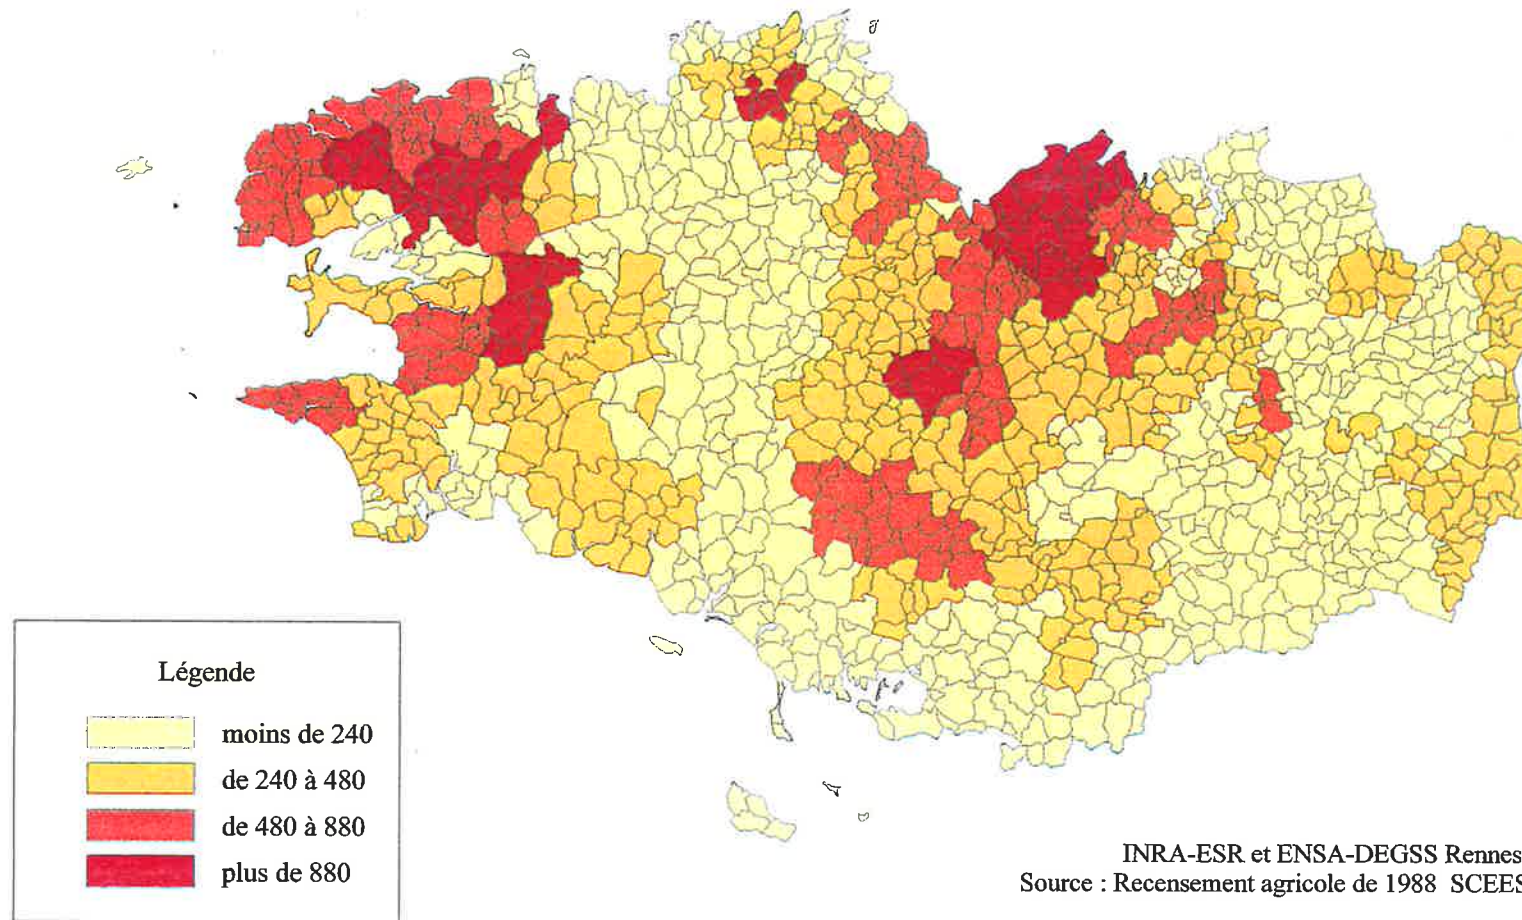 Légende
moins de 240
de 240 à 480
de 480 à 880
plus de 880
INRA-ESR et ENSA-DEGSS Rennes
Source : Recensement agricole de 1988 SCEES